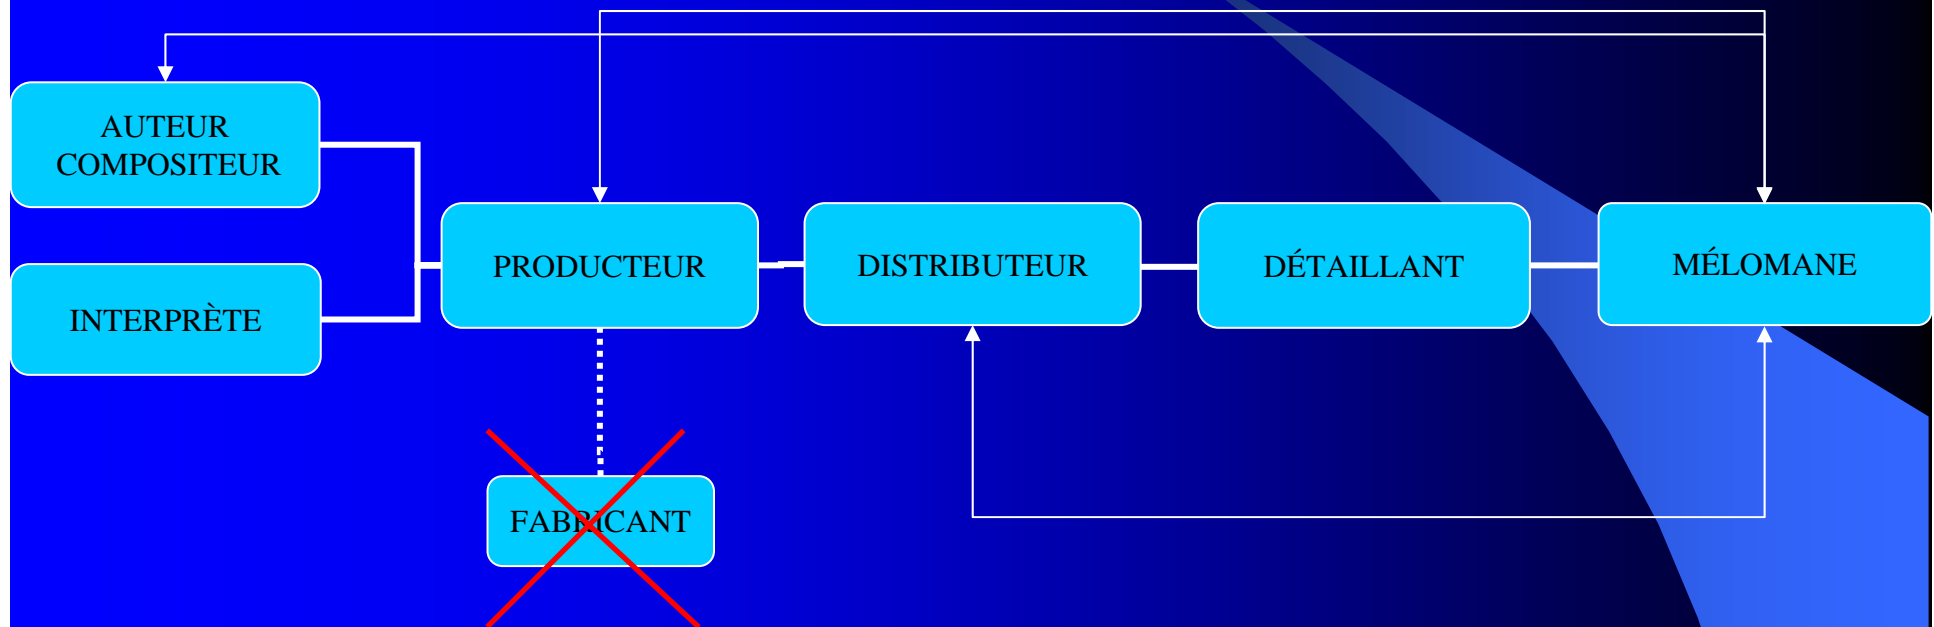 AUTEUR
COMPOSITEUR
INTERPRÈTE
PRODUCTEUR
DISTRIBUTEUR
DÉTAILLANT
MÉLOMANE
FABRICANT